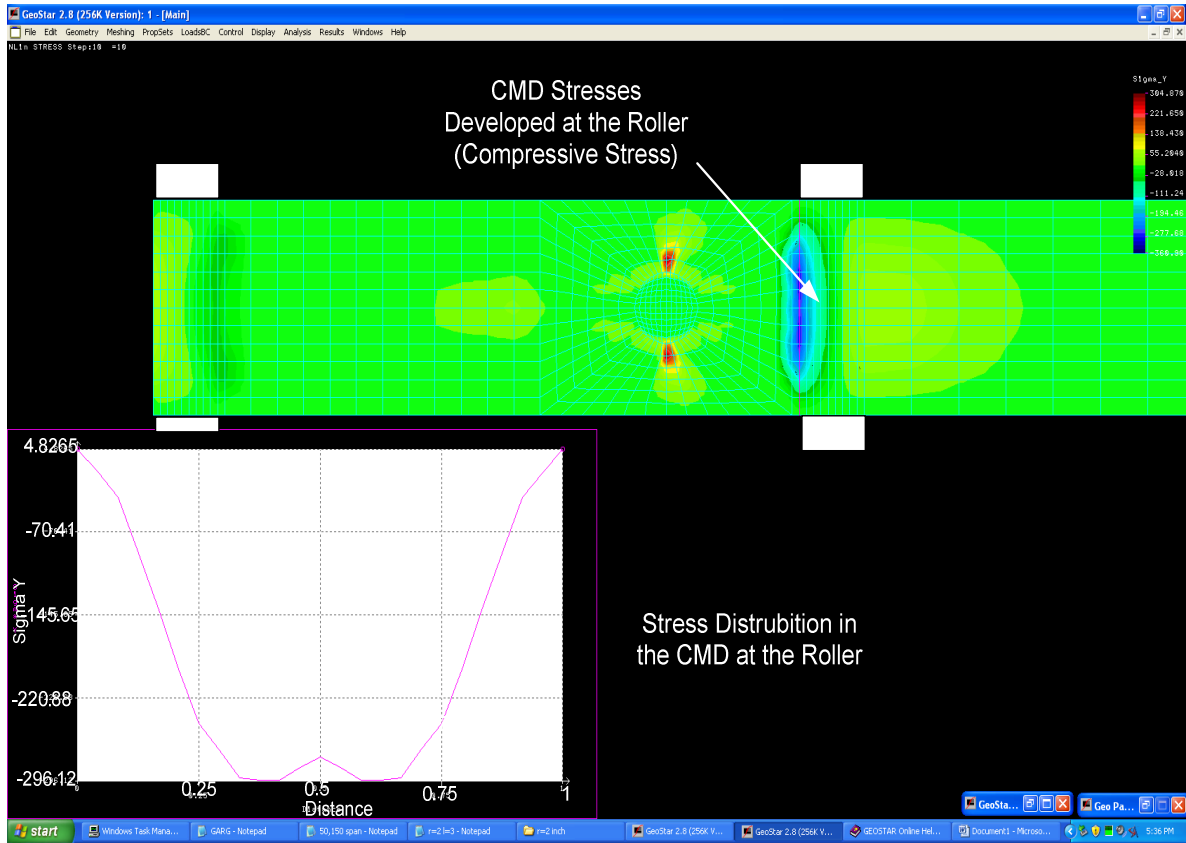 GeoStar 2.8 (256K Version): 1 - [Main]
File Edit Geometry Meshing PropSets LoadsBC Control Display Analysis Results Windows Help
NLin STRESS Step:10 =10
CMD Stresses
Developed at the Roller
(Compressive Stress)
Sigma_Y
304.870
221.650
138.430
55.2040
-28.018
-111.24
-194.46
-277.68
-360.90
4.8265
-70.41
-145.65
-220.88
-296.12
Sigma Y
0
0.25
0.5
0.75
1
Distance
Stress Distrubition in
the CMD at the Roller
GeoSta...
Geo Pa...
start
Windows Task Mana...
GARG - Notepad
50,150 span - Notepad
r=2 l=3 - Notepad
r=2 inch
GeoStar 2.8 (256K V...
GeoStar 2.8 (256K V...
GEOSTAR Online Hel...
Document1 - Microso...
5:36 PM